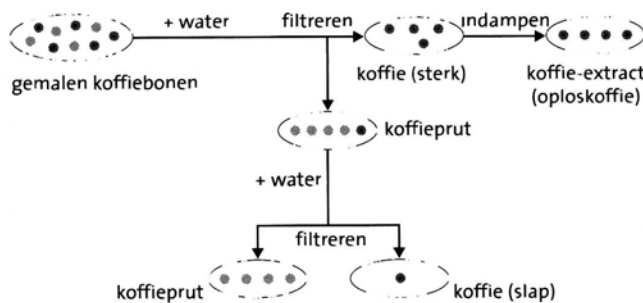 + water
filtreren
indampen
gemalen koffiebonen
koffie (sterk)
koffie-extract
(oploskoffie)
koffieprut
+ water
filtreren
koffieprut
koffie (slap)